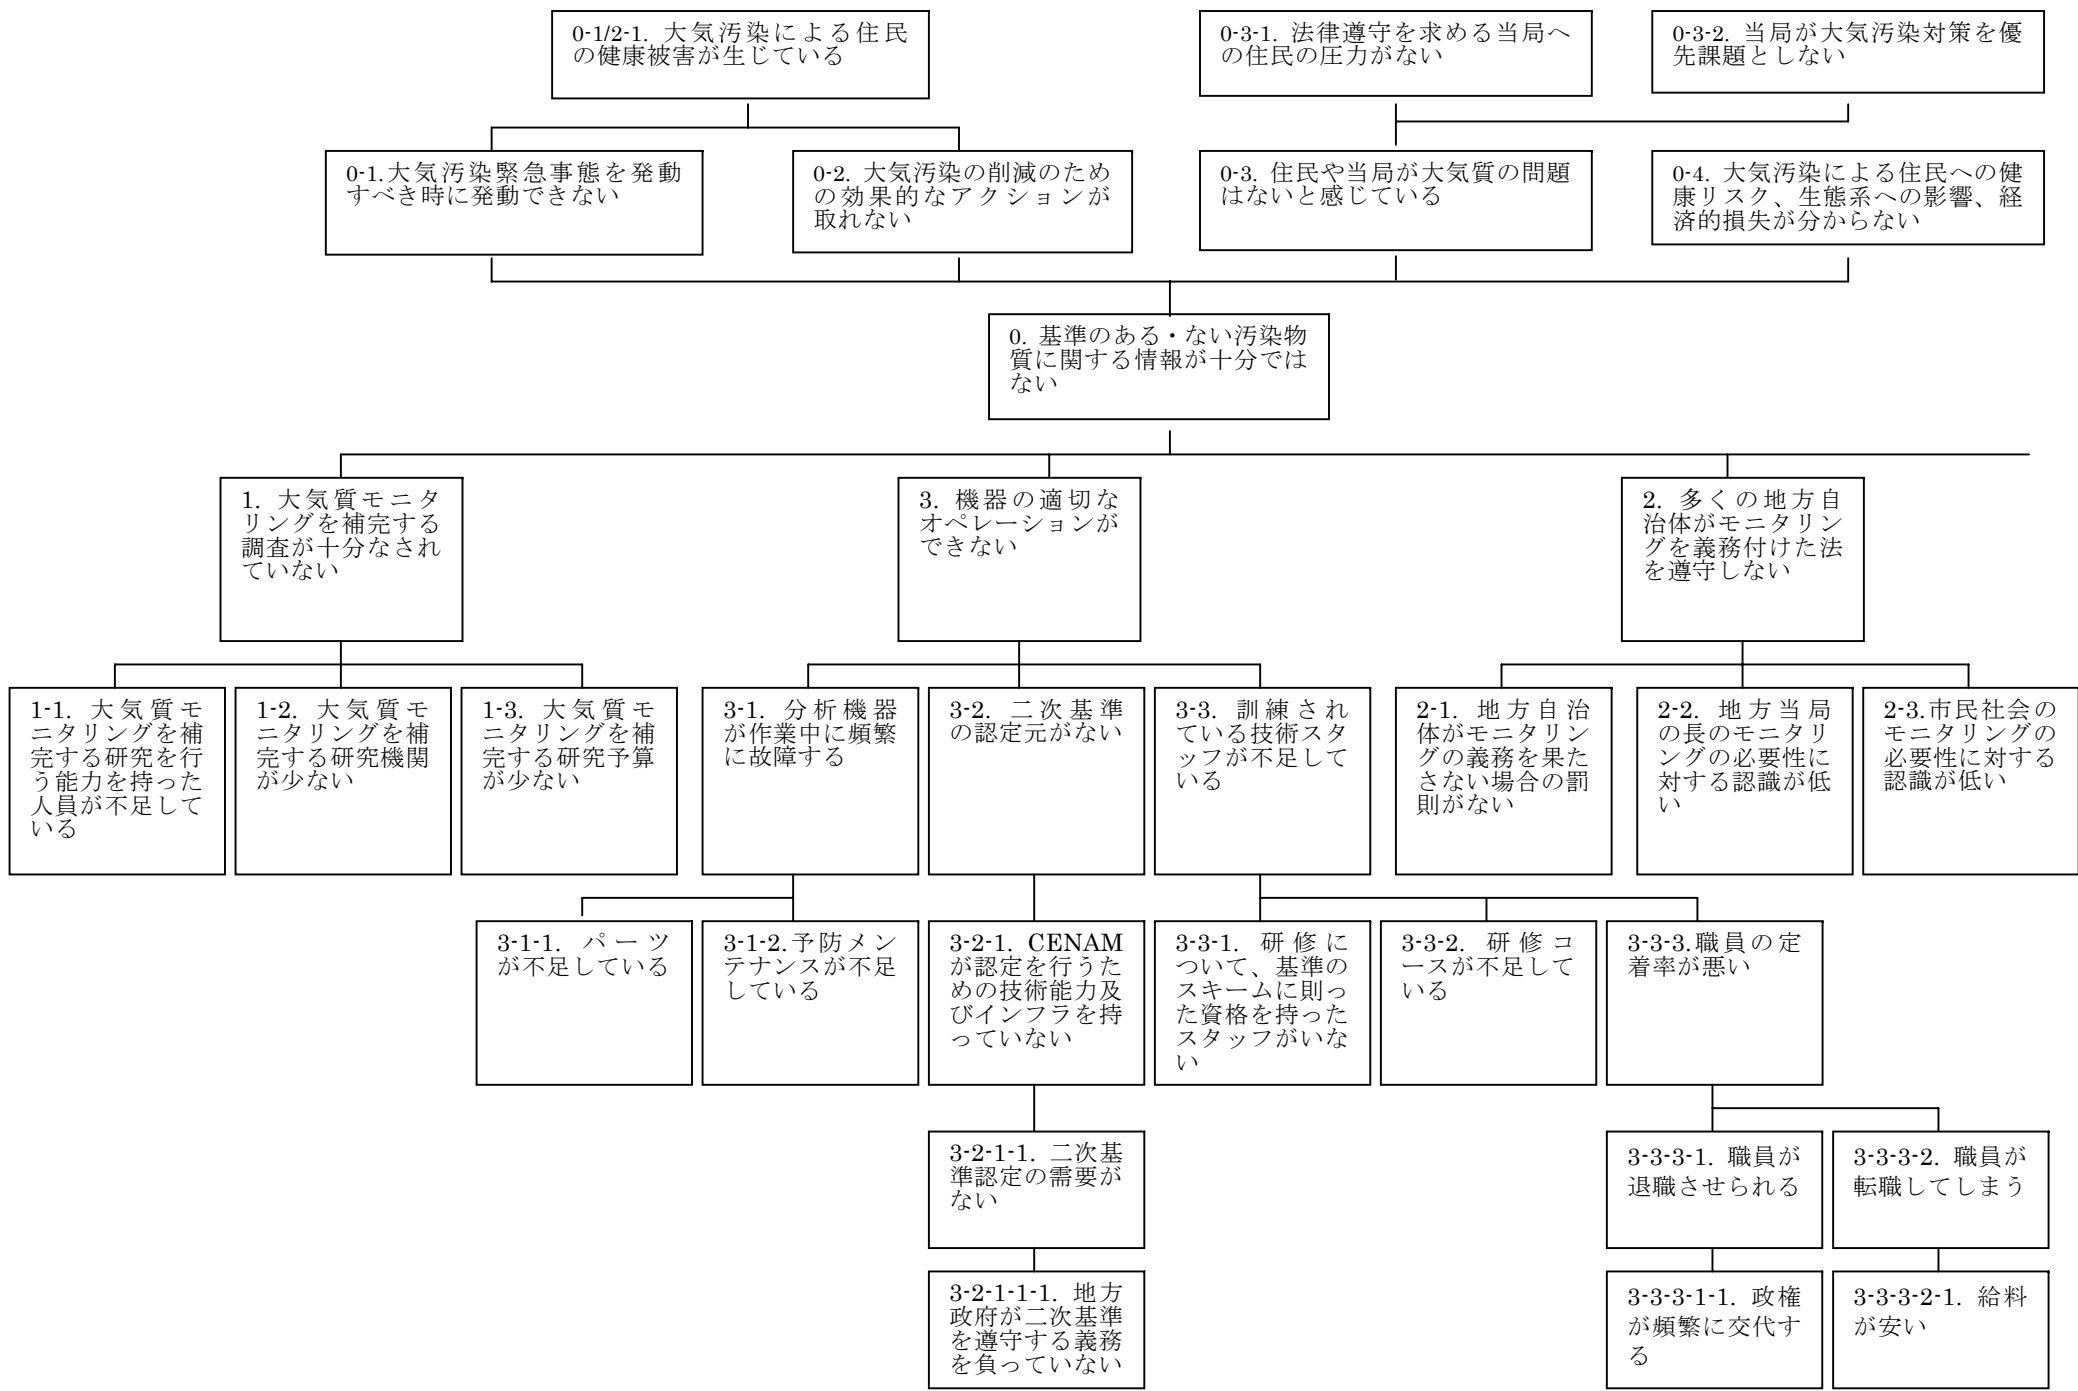 0-1/2-1. 大気汚染による住民
の健康被害が生じている
0-3-1. 法律遵守を求める当局へ
の住民の圧力がない
0-3-2. 当局が大気汚染対策を優
先課題としない
0-1.大気汚染緊急事態を発動
すべき時に発動できない
0-2. 大気汚染の削減のため
の効果的なアクションが
取れない
0-3. 住民や当局が大気質の問題
はないと感じている
0-4. 大気汚染による住民への健
康リスク、生態系への影響、経
済的損失が分からない
0. 基準のある・ない汚染物
質に関する情報が十分では
ない
1. 大気質モニタ
リングを補完する
調査が十分なされ
ていない
3. 機器の適切な
オペレーションが
できない
2. 多くの地方自
治体がモニタリン
グを義務付けた法
を遵守しない
1-1. 大気質モ
ニタリングを補
完する研究を行
う能力を持った
人員が不足して
いる
1-2. 大気質モ
ニタリングを補
完する研究機関
が少ない
1-3. 大気質モ
ニタリングを補
完する研究予算
が少ない
3-1. 分析機器
が作業中に頻繁
に故障する
3-2. 二次基準
の認定元がない
3-3. 訓練され
ている技術スタ
ッフが不足して
いる
2-1. 地方自治
体がモニタリン
グの義務を果た
さない場合の罰
則がない
2-2. 地方当局
の長のモニタリ
ングの必要性に
対する認識が低
い
2-3.市民社会の
モニタリングの
必要性に対する
認識が低い
3-1-1. パーツ
が不足している
3-1-2.予防メン
テナンスが不足
している
3-2-1. CENAM
が認定を行うた
めの技術能力及
びインフラを持
っていない
3-3-1. 研修に
ついて、基準の
スキームに則っ
た資格を持った
スタッフがいな
い
3-3-2. 研修コ
ースが不足して
いる
3-3-3.職員の定
着率が悪い
3-2-1-1. 二次基
準認定の需要が
ない
3-3-3-1. 職員が
退職させられる
3-3-3-2. 職員が
転職してしまう
3-2-1-1-1. 地方
政府が二次基準
を遵守する義務
を負っていない
3-3-3-1-1. 政権
が頻繁に交代す
る
3-3-3-2-1. 給料
が安い